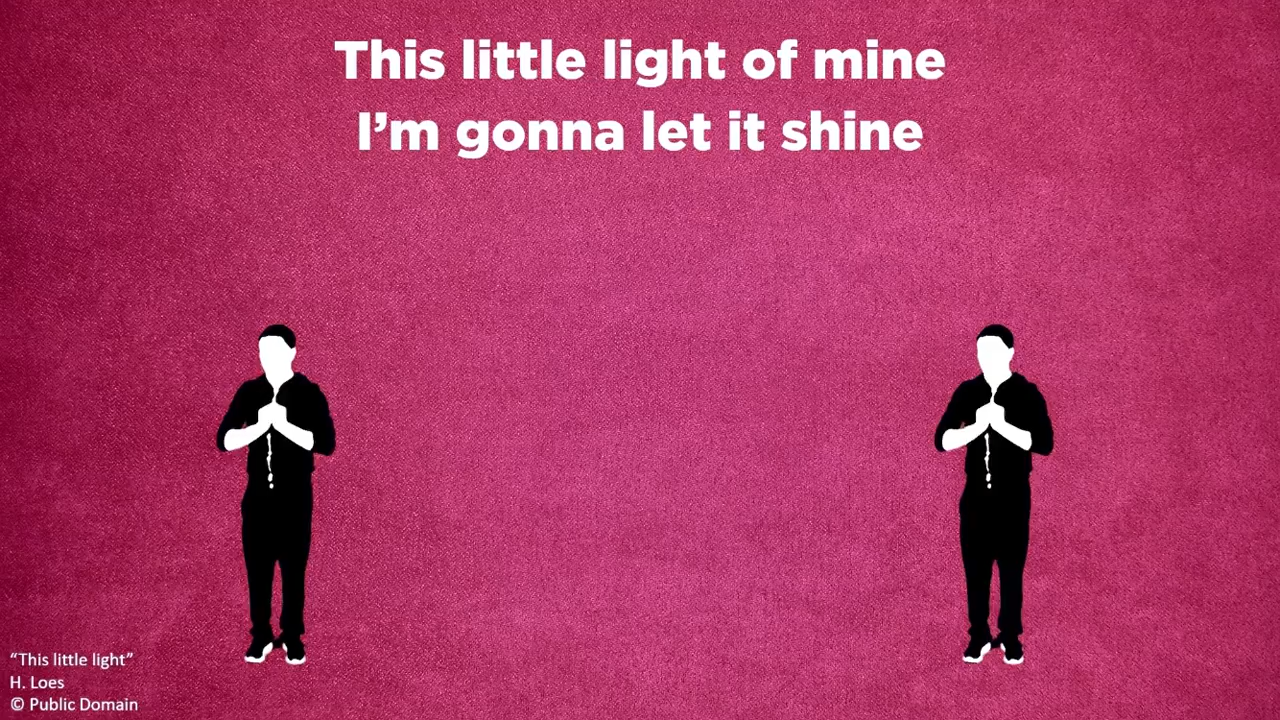 This little light of mine
I’m gonna let it shine
“This little light”
H. Loes
© Public Domain